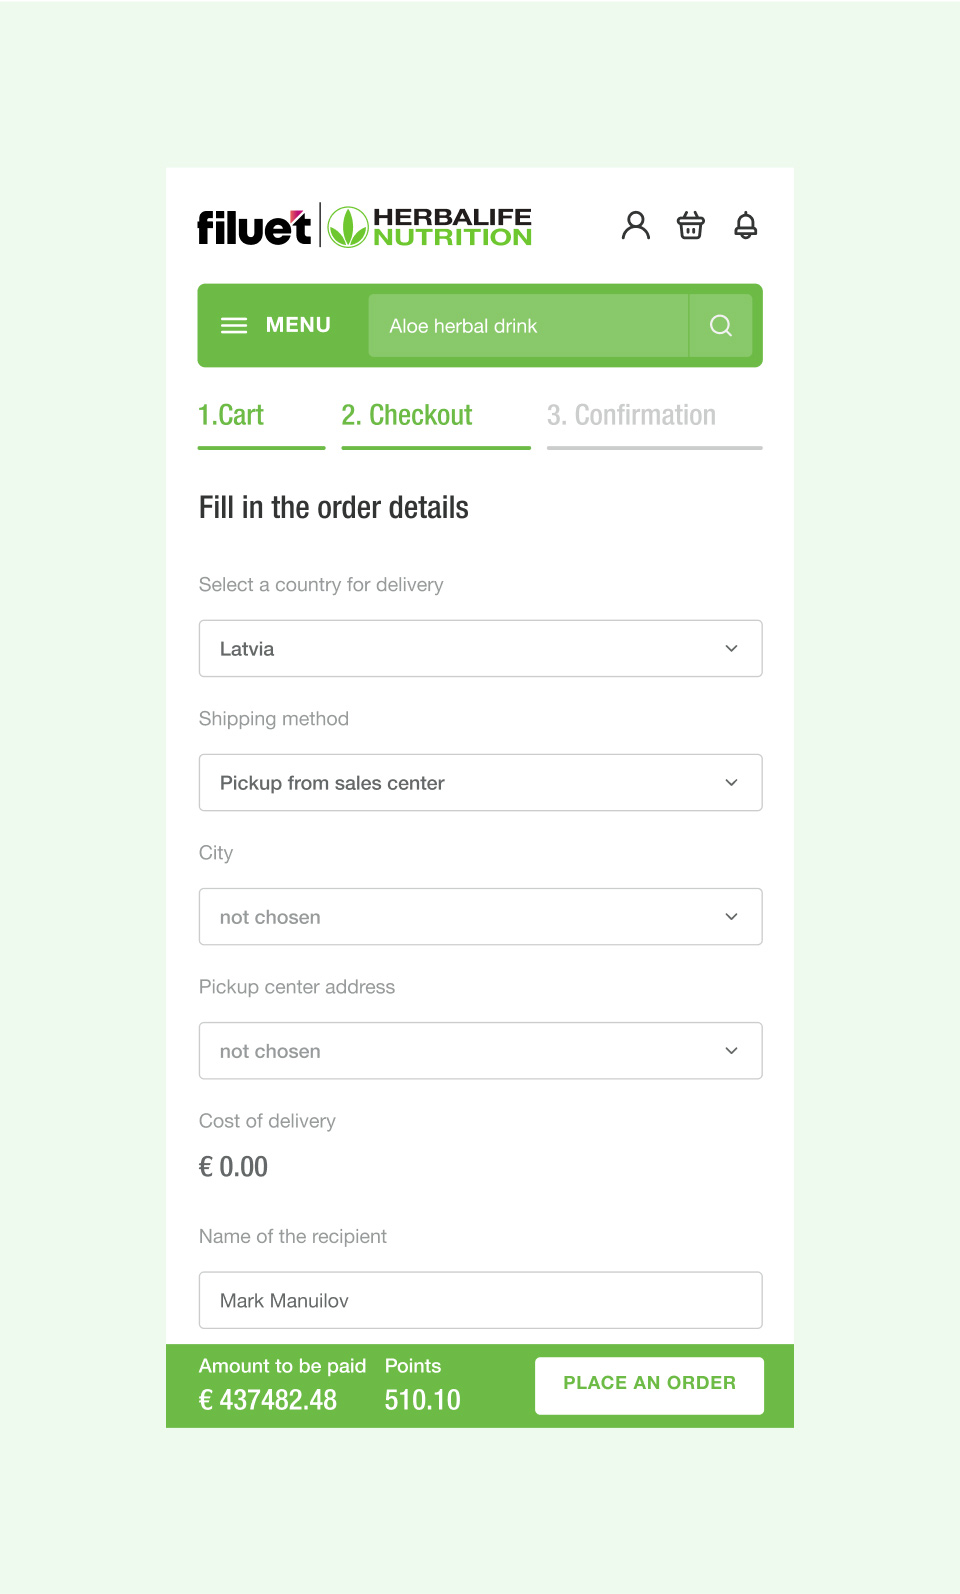 filuet HERBALIFE
NUTRITION
MENU Aloe herbal drink
1.Cart 2. Checkout 3. Confirmation
Fill in the order details
Select a country for delivery
Latvia
Shipping method
Pickup from sales center
City
not chosen
Pickup center address
not chosen
Cost of delivery
€ 0.00
Name of the recipient
Mark Manuilov
Amount to be paid Points
€ 437482.48 510.10
PLACE AN ORDER